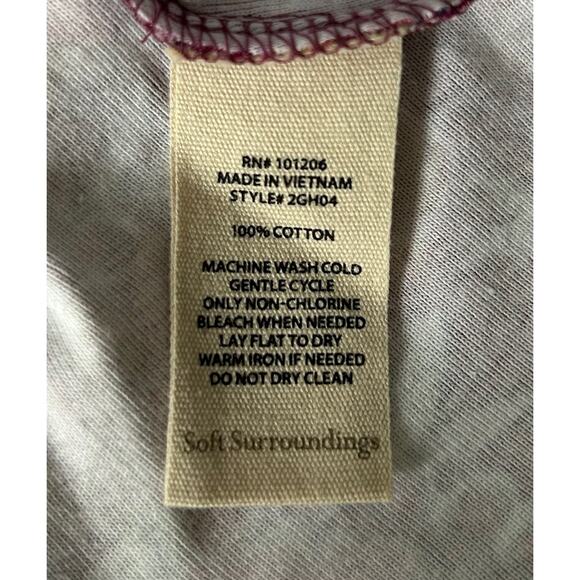 RN# 101206
MADE IN VIETNAM
STYLE# 2GH04
100% COTTON
MACHINE WASH COLD
GENTLE CYCLE
ONLY NON-CHLORINE
BLEACH WHEN NEEDED
LAY FLAT TO DRY
WARM IRON IF NEEDED
DO NOT DRY CLEAN
Soft Surroundings